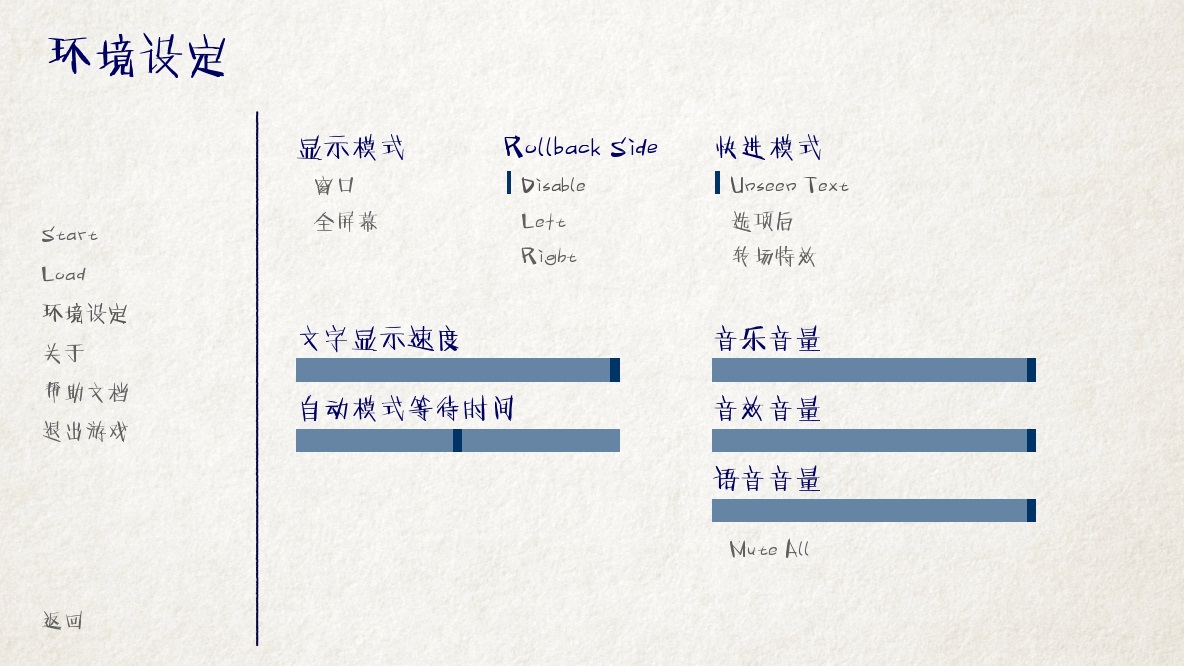 环境设定
Start
Load
环境设定
关于
帮助文档
退出游戏
返回
显示模式
窗口
全屏幕
Rollback Side
Disable
Left
Right
快进模式
Unseen Text
选项后
转场特效
文字显示速度
自动模式等待时间
音乐音量
音效音量
语音音量
Mute All